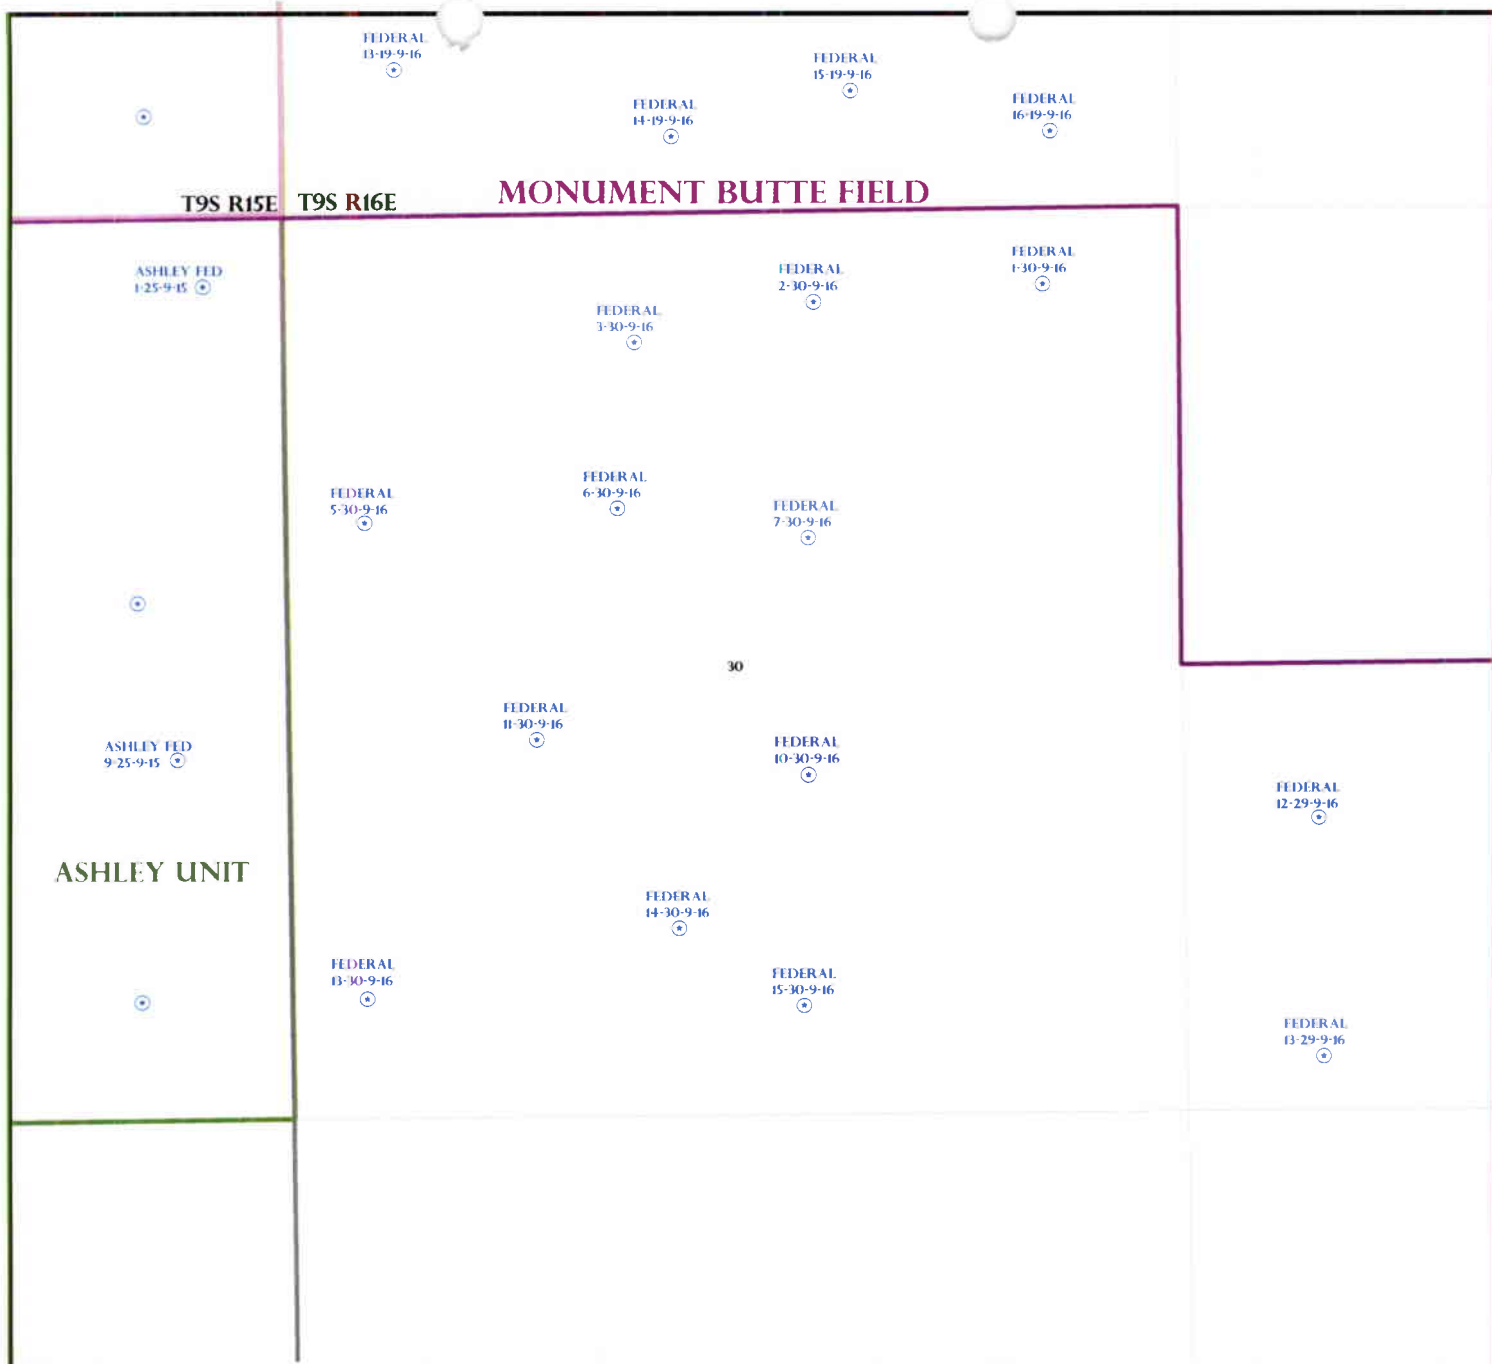 FEDERAL
13-19-9-16
FEDERAL
15-19-9-16
FEDERAL
14-19-9-16
FEDERAL
16-19-9-16
T9S R15E
T9S R16E
MONUMENT BUTTE FIELD
ASHLEY FED
1-25-9-15
FEDERAL
3-30-9-16
FEDERAL
2-30-9-16
FEDERAL
1-30-9-16
FEDERAL
5-30-9-16
FEDERAL
6-30-9-16
FEDERAL
7-30-9-16
30
FEDERAL
11-30-9-16
FEDERAL
10-30-9-16
ASHLEY FED
9-25-9-15
FEDERAL
12-29-9-16
ASHLEY UNIT
FEDERAL
14-30-9-16
FEDERAL
13-30-9-16
FEDERAL
15-30-9-16
FEDERAL
13-29-9-16